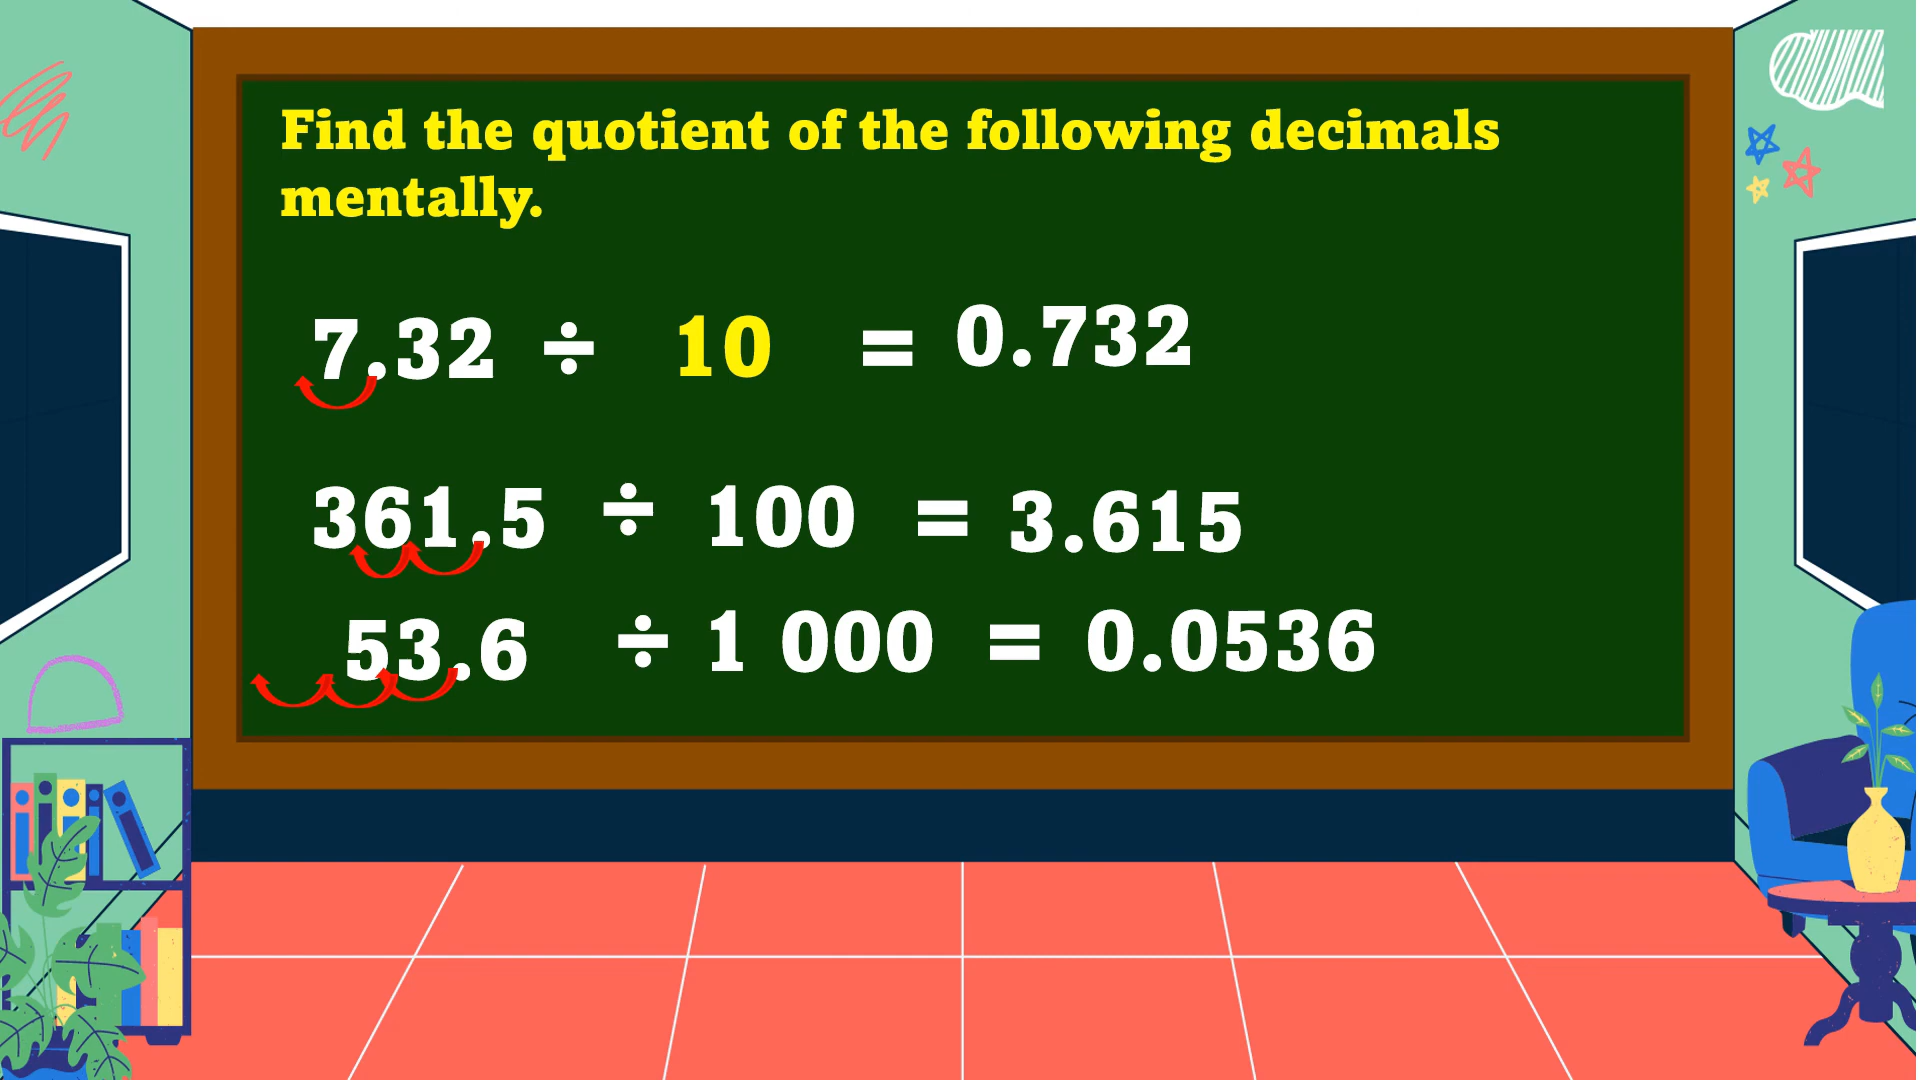 Find the quotient of the following decimals
mentally.
7.32 ÷ 10 = 0.732
361.5 ÷ 100 = 3.615
53.6 ÷ 1 000 = 0.0536